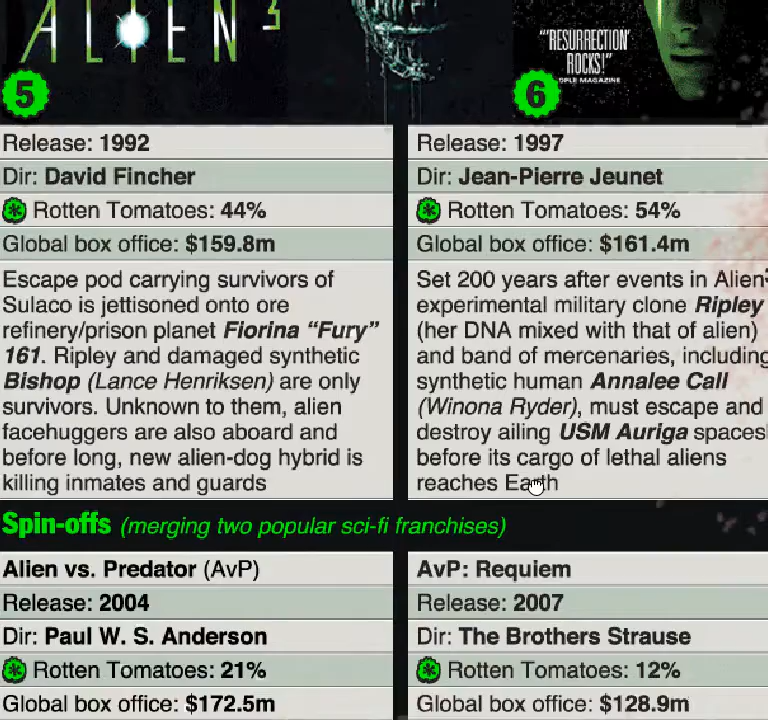 ALIEN 3
"RESURRECTION
ROCKS!"
MAGAZINE
5
6
Release: 1992
Dir: David Fincher
Rotten Tomatoes: 44%
Global box office: $159.8m
Escape pod carrying survivors of
Sulaco is jettisoned onto ore
refinery/prison planet Fiorina “Fury”
161. Ripley and damaged synthetic
Bishop (Lance Henriksen) are only
survivors. Unknown to them, alien
facehuggers are also aboard and
before long, new alien-dog hybrid is
killing inmates and guards
Release: 1997
Dir: Jean-Pierre Jeunet
Rotten Tomatoes: 54%
Global box office: $161.4m
Set 200 years after events in Alien³
experimental military clone Ripley
(her DNA mixed with that of alien)
and band of mercenaries, including
synthetic human Annalee Call
(Winona Ryder), must escape and
destroy ailing USM Auriga
before its cargo of lethal aliens
reaches Earth
Spin-offs (merging two popular sci-fi franchises)
Alien vs. Predator (AvP)
Release: 2004
Dir: Paul W. S. Anderson
Rotten Tomatoes: 21%
Global box office: $172.5m
AvP: Requiem
Release: 2007
Dir: The Brothers Strause
Rotten Tomatoes: 12%
Global box office: $128.9m